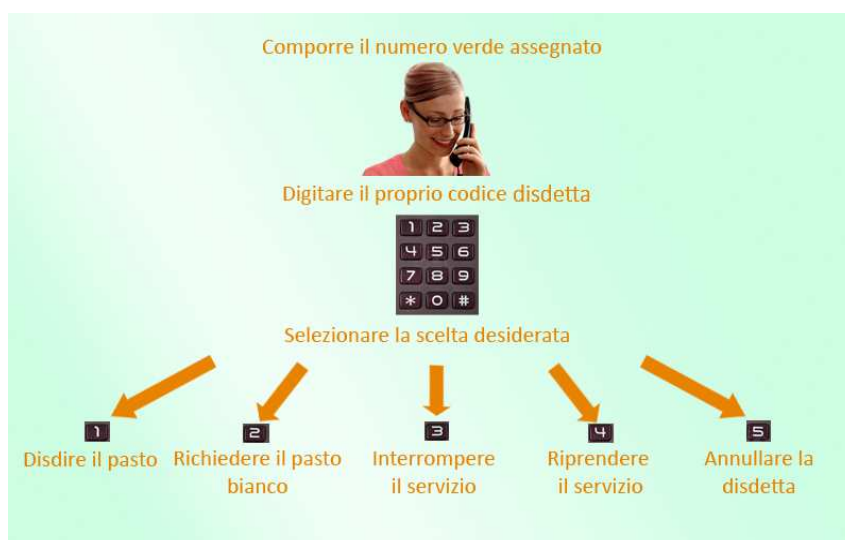 Comporre il numero verde assegnato
Digitare il proprio codice disdetta
1 2 3
4 5 6
7 8 9
* 0 #
Selezionare la scelta desiderata
1
Disdire il pasto
2
Richiedere il pasto
bianco
3
Interrompere
il servizio
4
Riprendere
il servizio
5
Annullare la
disdetta